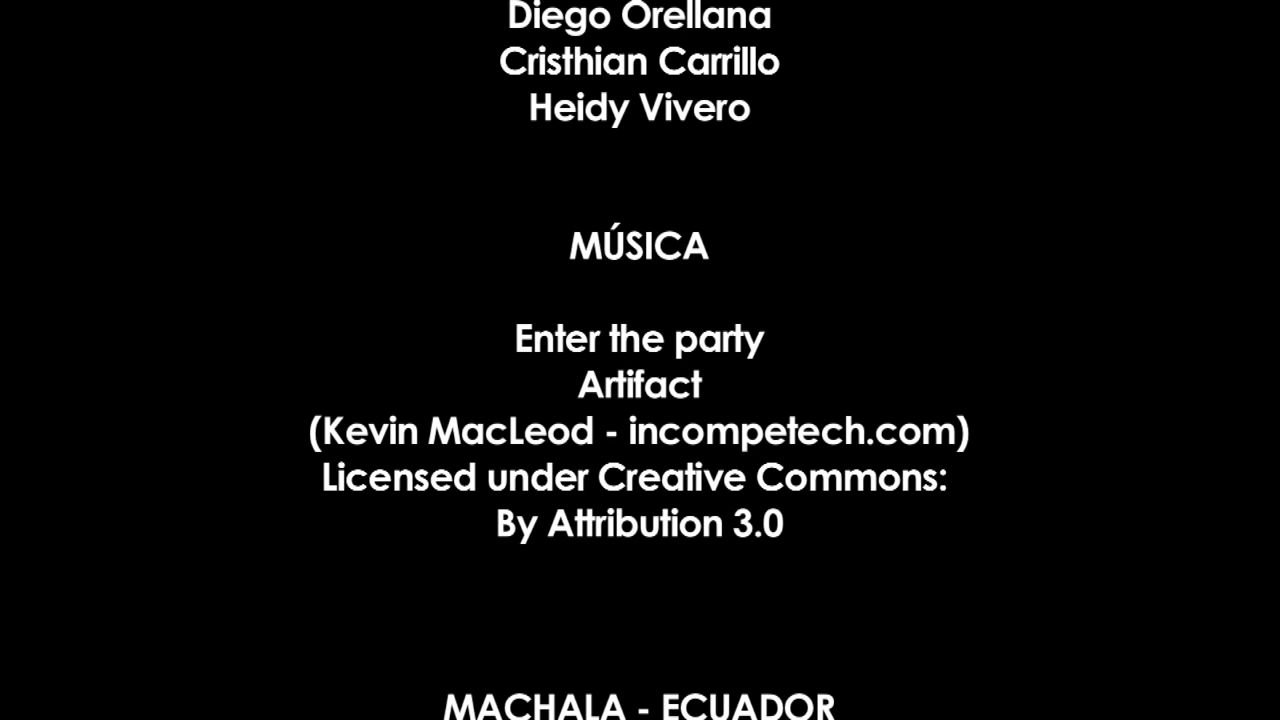 Diego Orellana
Cristhian Carrillo
Heidy Vivero
MÚSICA
Enter the party
Artifact
(Kevin MacLeod - incompetech.com)
Licensed under Creative Commons:
By Attribution 3.0
MACHALA - ECUADOR